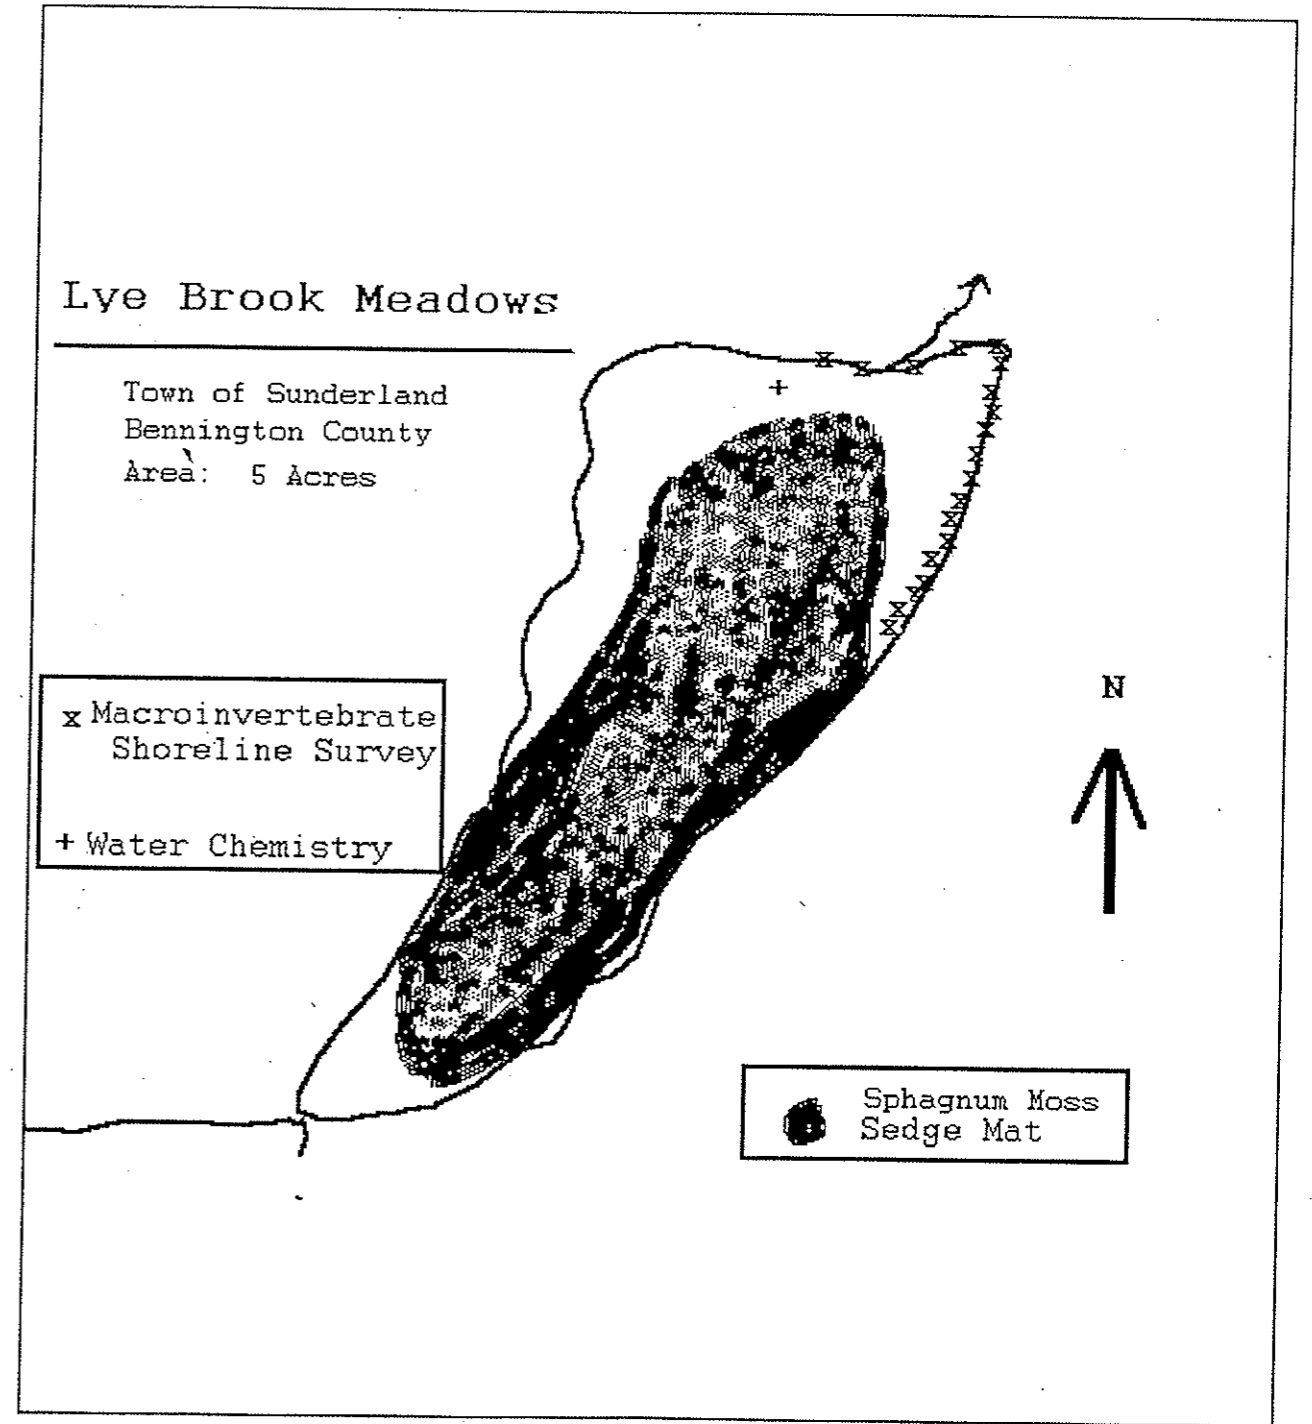 Lye Brook Meadows
Town of Sunderland
Bennington County
Area: 5 Acres
x Macroinvertebrate
Shoreline Survey
+ Water Chemistry
N
Sphagnum Moss
Sedge Mat